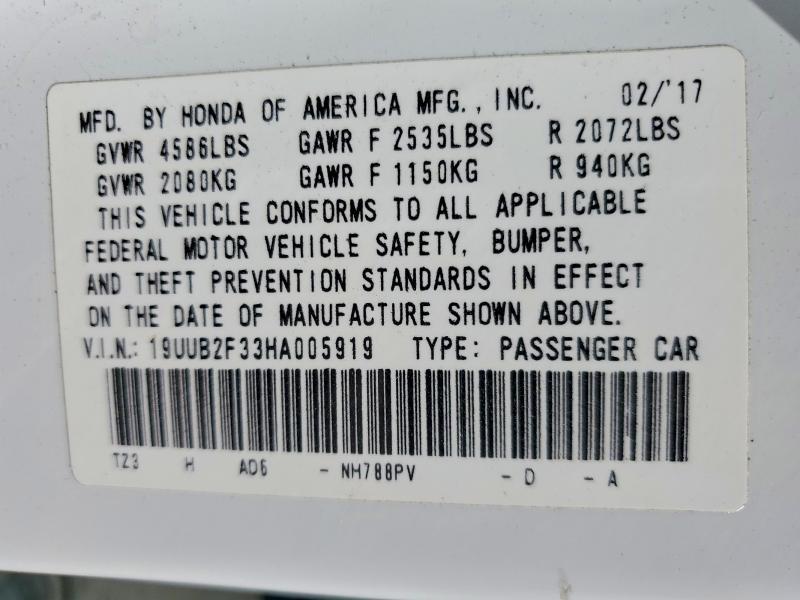 MFD. BY HONDA OF AMERICA MFG., INC. 02/'17
GVWR 4586LBS GAWR F 2535LBS R 2072LBS
GVWR 2080KG GAWR F 1150KG R 940KG
THIS VEHICLE CONFORMS TO ALL APPLICABLE
FEDERAL MOTOR VEHICLE SAFETY, BUMPER,
AND THEFT PREVENTION STANDARDS IN EFFECT
ON THE DATE OF MANUFACTURE SHOWN ABOVE.
V.I.N.: 19UUB2F33HA005919 TYPE: PASSENGER CAR
TZ3 H A06 - NH788PV - D - A